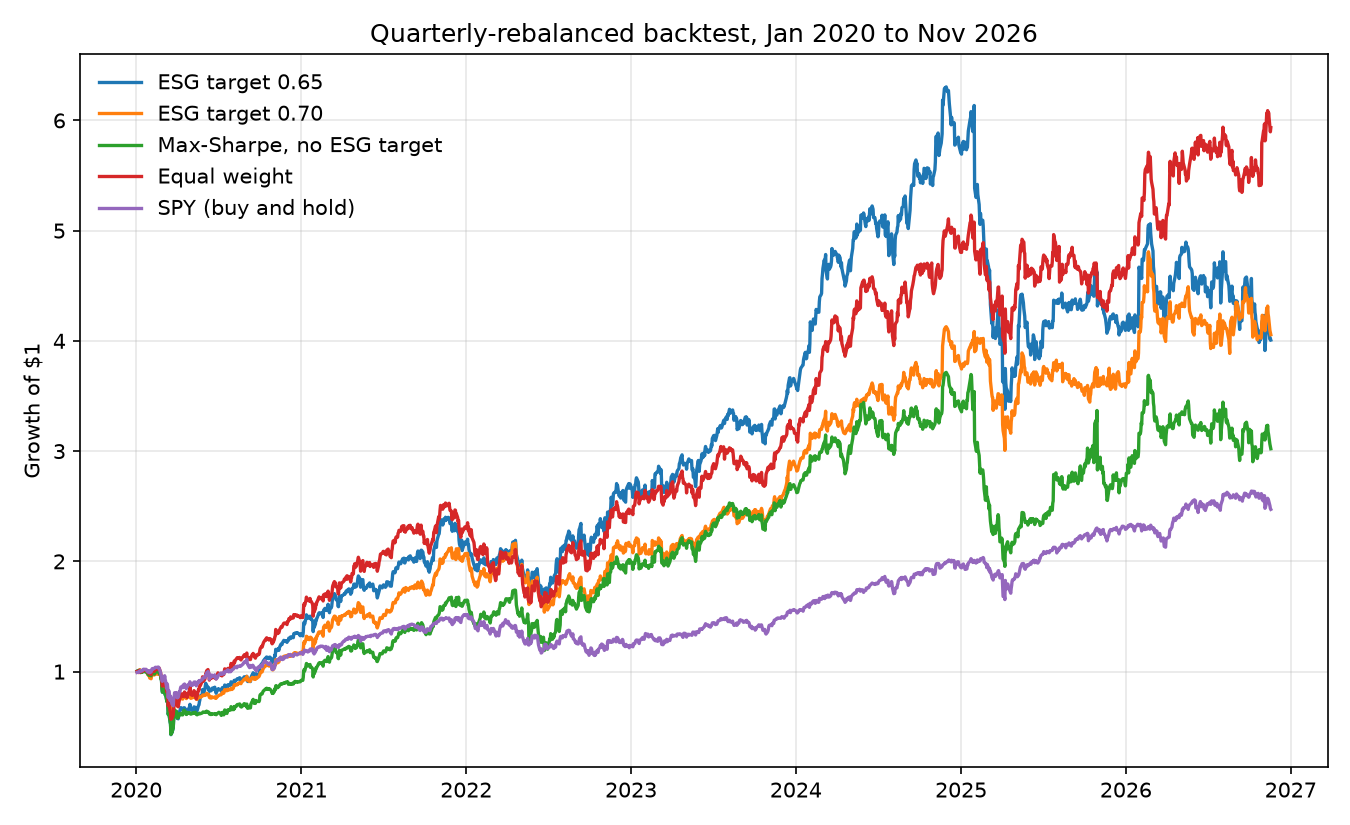 Quarterly-rebalanced backtest, Jan 2020 to Nov 2026
ESG target 0.65
ESG target 0.70
Max-Sharpe, no ESG target
Equal weight
SPY (buy and hold)
Growth of $1
6
5
4
3
2
1
2020 2021 2022 2023 2024 2025 2026 2027